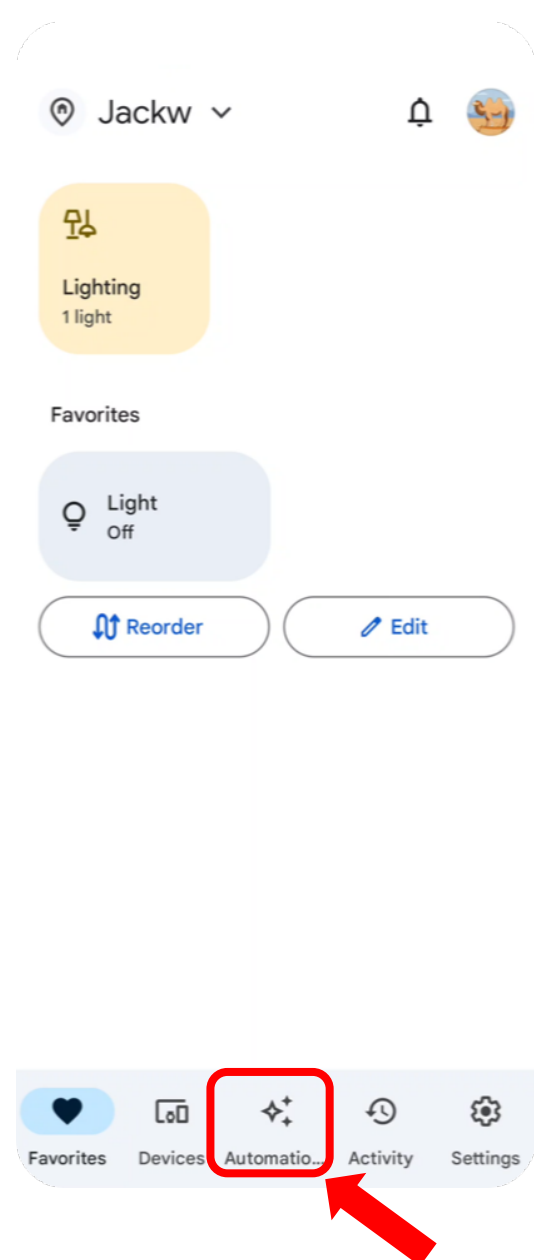 Jackw
Lighting
1 light
Favorites
Light
Off
Reorder
Edit
Favorites
Devices
Automatio...
Activity
Settings